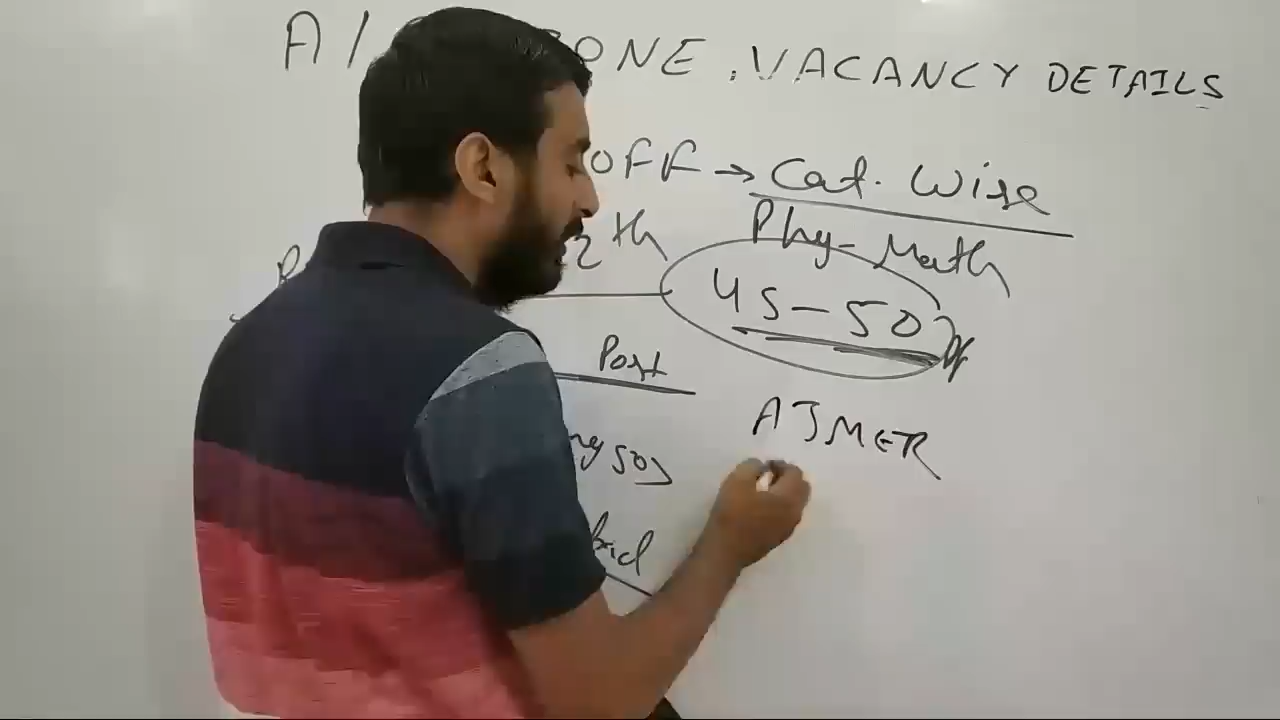 A/ ZONE VACANCY DETAILS
OFF → Cat. Wise
2th Phy-Math
45-50
Post
AJMER